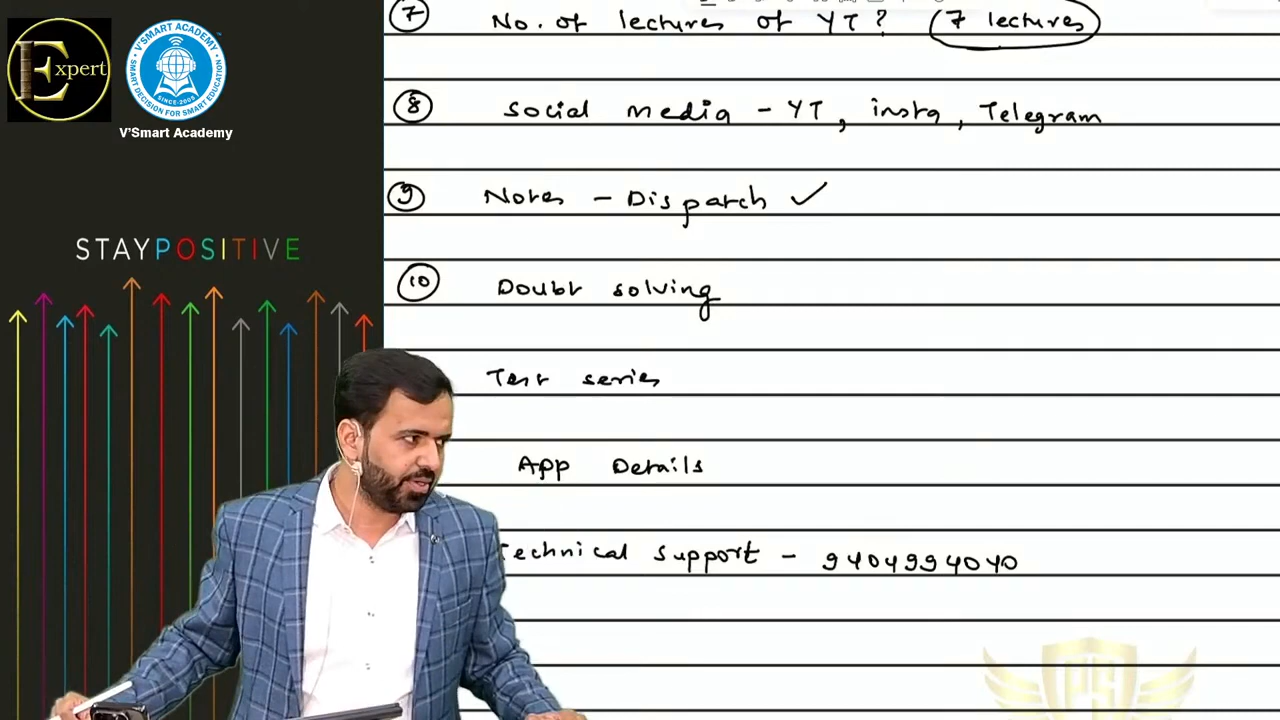 Expert
V'SMART ACADEMY
SMART DECISION FOR SMART EDUCATION
SINCE-2005
V'Smart Academy
STAYPOSITIVE
7 No. of lectures of YT? 7 lectures
8 Social media - YT, insta, Telegram
9 Notes - Dispatch ✓
10 Doubt solving
Test series
App Details
Technical support - 9404994040
PS